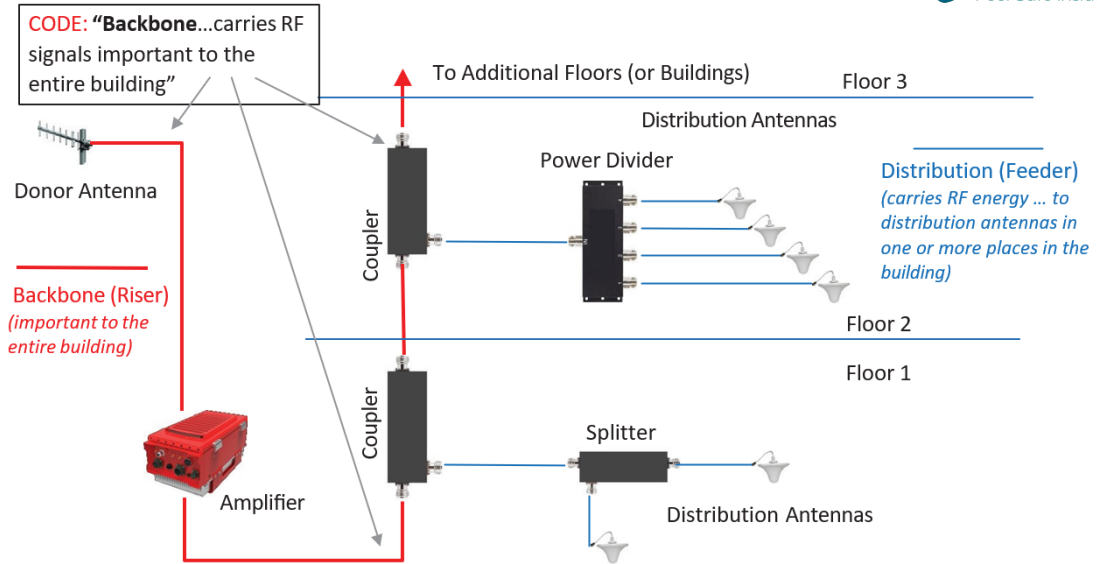 CODE: “Backbone…carries RF
signals important to the
entire building”
To Additional Floors (or Buildings)
Floor 3
Distribution Antennas
Power Divider
Donor Antenna
Coupler
Distribution (Feeder)
(carries RF energy … to
distribution antennas in
one or more places in the
building)
Backbone (Riser)
(important to the
entire building)
Floor 2
Floor 1
Coupler
Splitter
Amplifier
Distribution Antennas